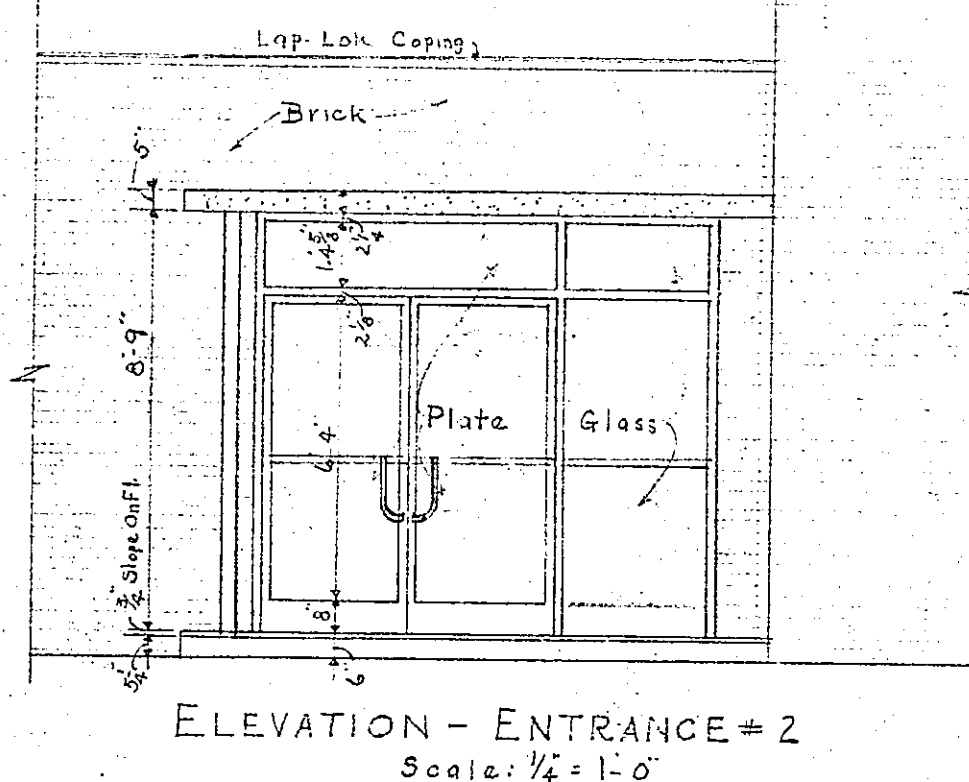 Lap-Lok Coping
Brick
5"
1'-4 5/8"
2 1/4"
2 1/8"
8'-9"
Plate Glass
6'-4"
3/4" Slope On Fl.
8"
5 1/4"
6"
ELEVATION - ENTRANCE # 2
Scale: 1/4" = 1'-0"